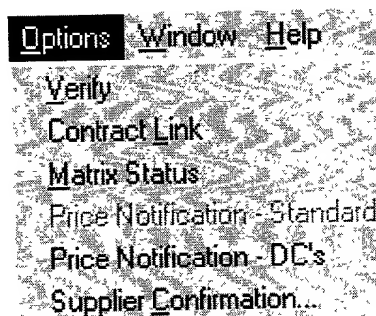 Options Window Help
Verify
Contract Link
Matrix Status
Price Notification - Standard
Price Notification - DC's
Supplier Confirmation...